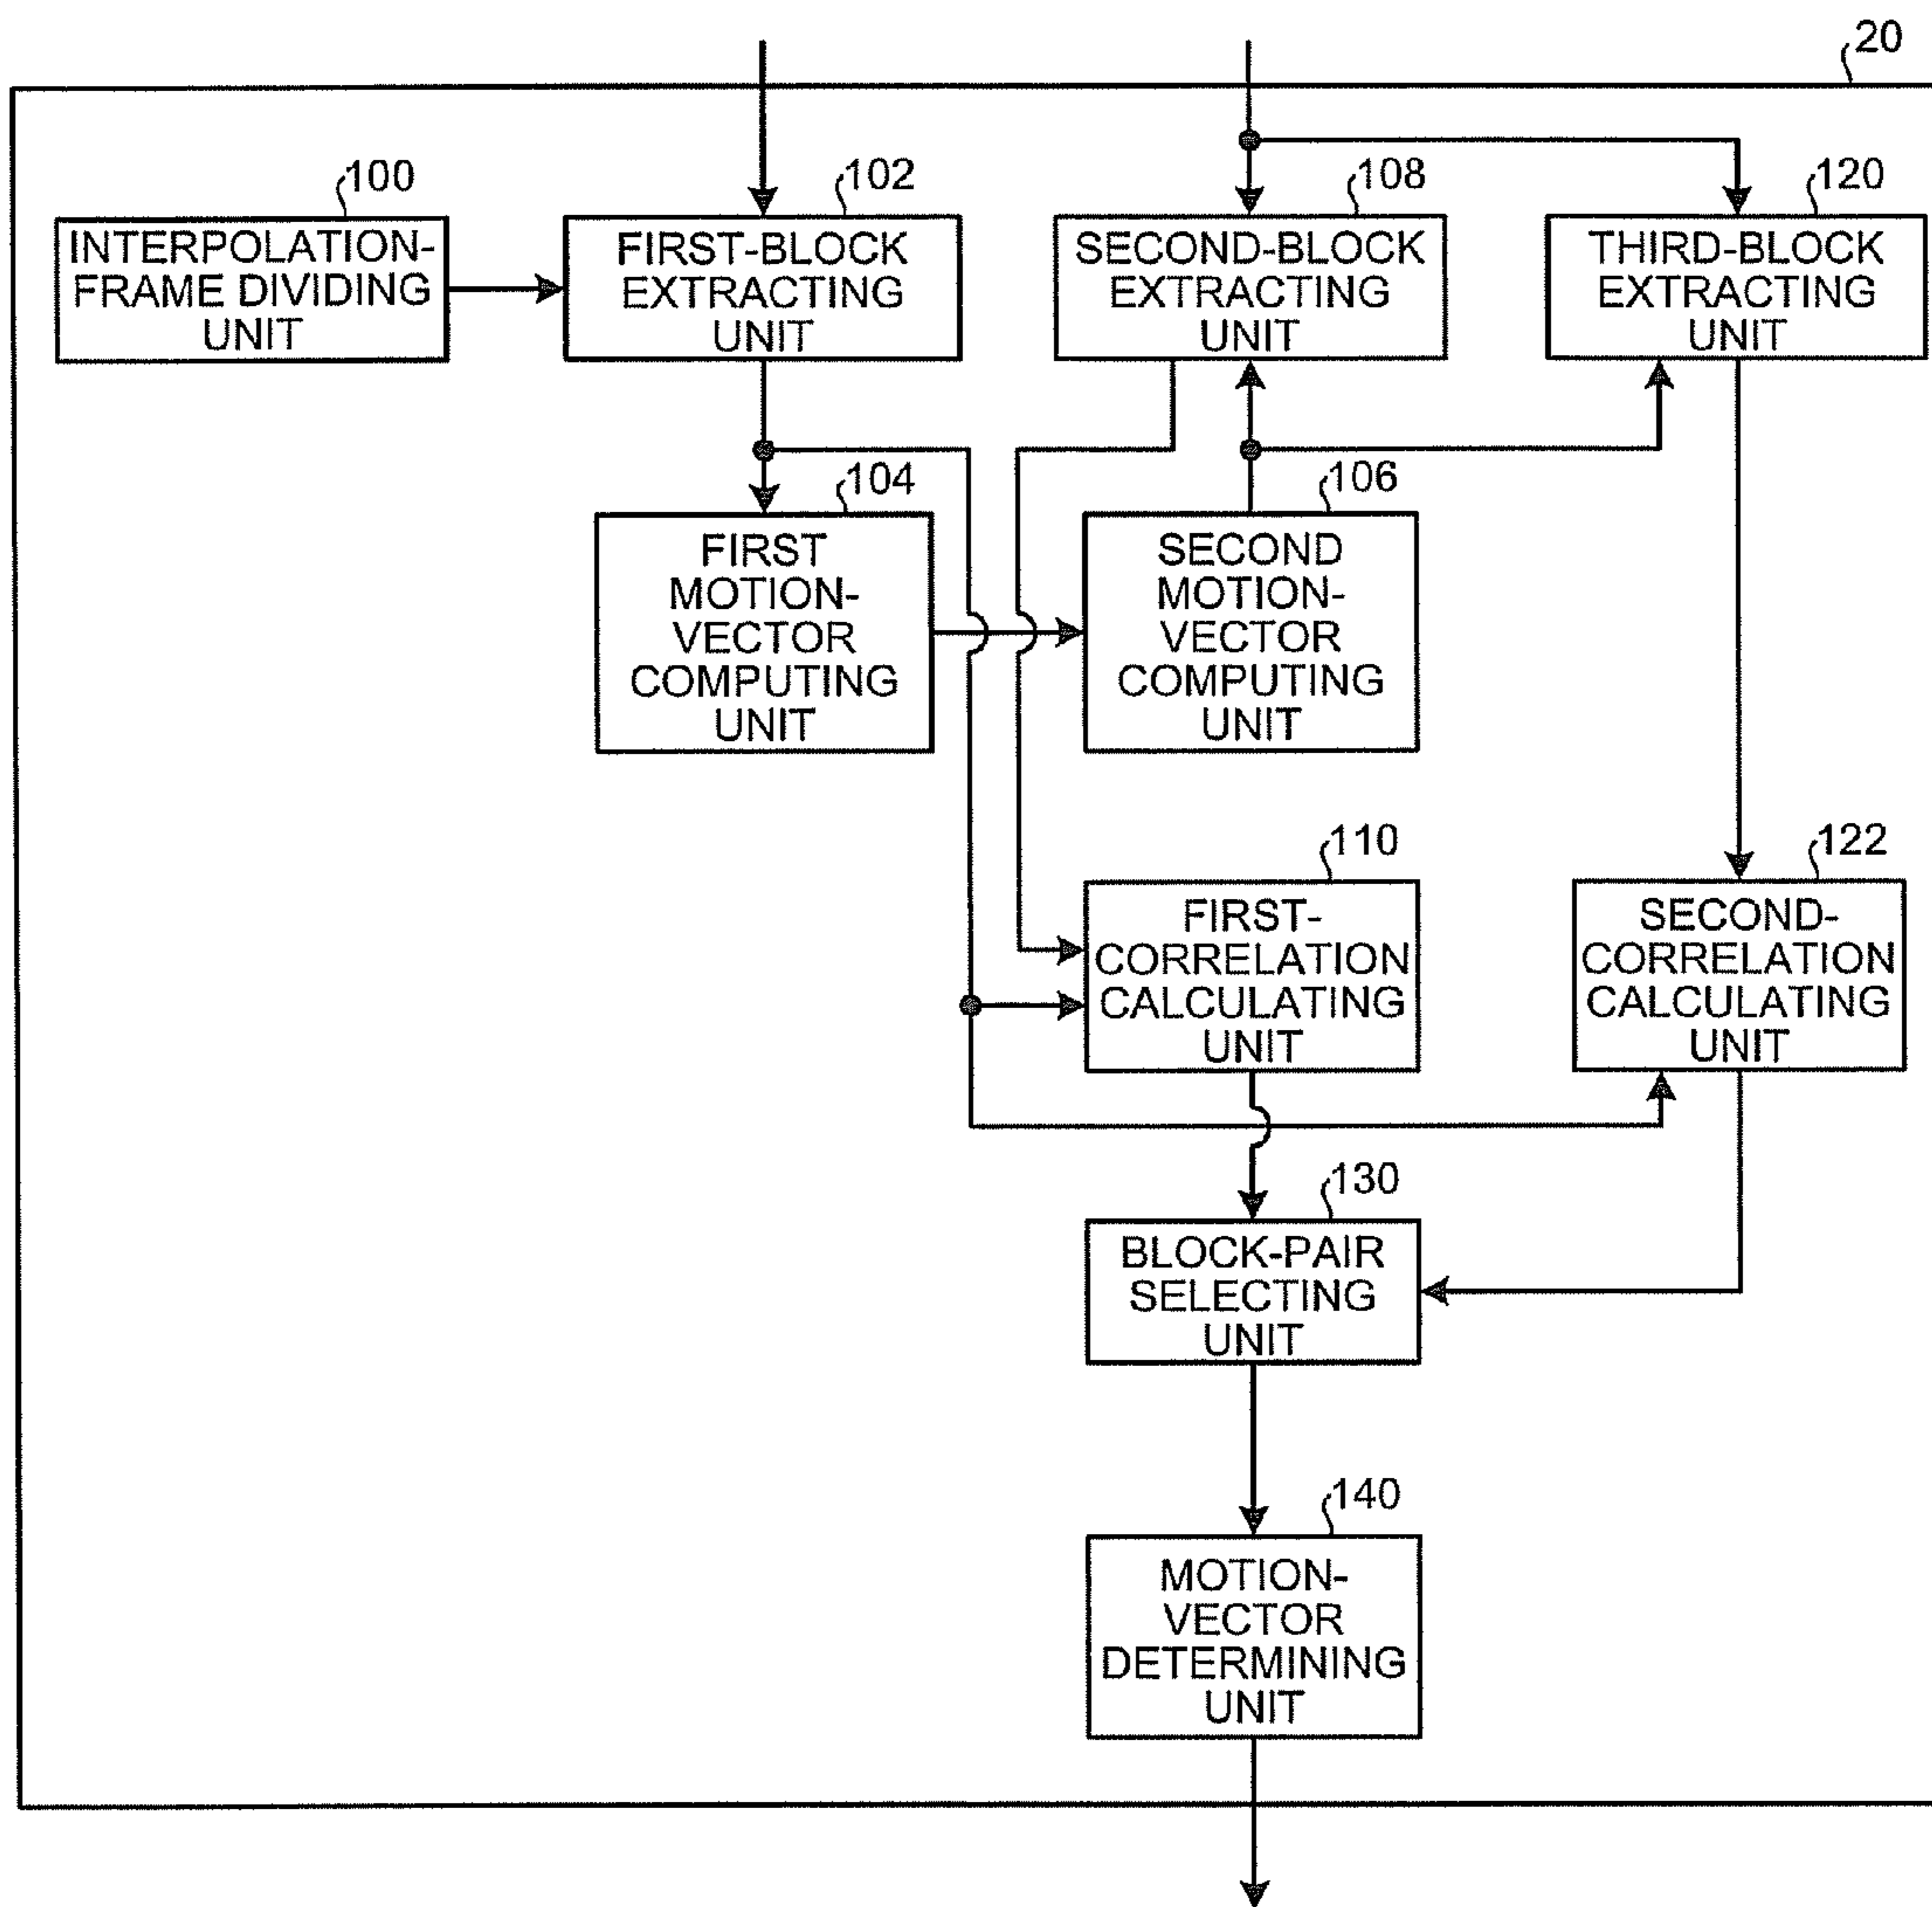 20
100
INTERPOLATION-
FRAME DIVIDING
UNIT
102
FIRST-BLOCK
EXTRACTING
UNIT
108
SECOND-BLOCK
EXTRACTING
UNIT
120
THIRD-BLOCK
EXTRACTING
UNIT
104
FIRST
MOTION-
VECTOR
COMPUTING
UNIT
106
SECOND
MOTION-
VECTOR
COMPUTING
UNIT
110
FIRST-
CORRELATION
CALCULATING
UNIT
122
SECOND-
CORRELATION
CALCULATING
UNIT
130
BLOCK-PAIR
SELECTING
UNIT
140
MOTION-
VECTOR
DETERMINING
UNIT